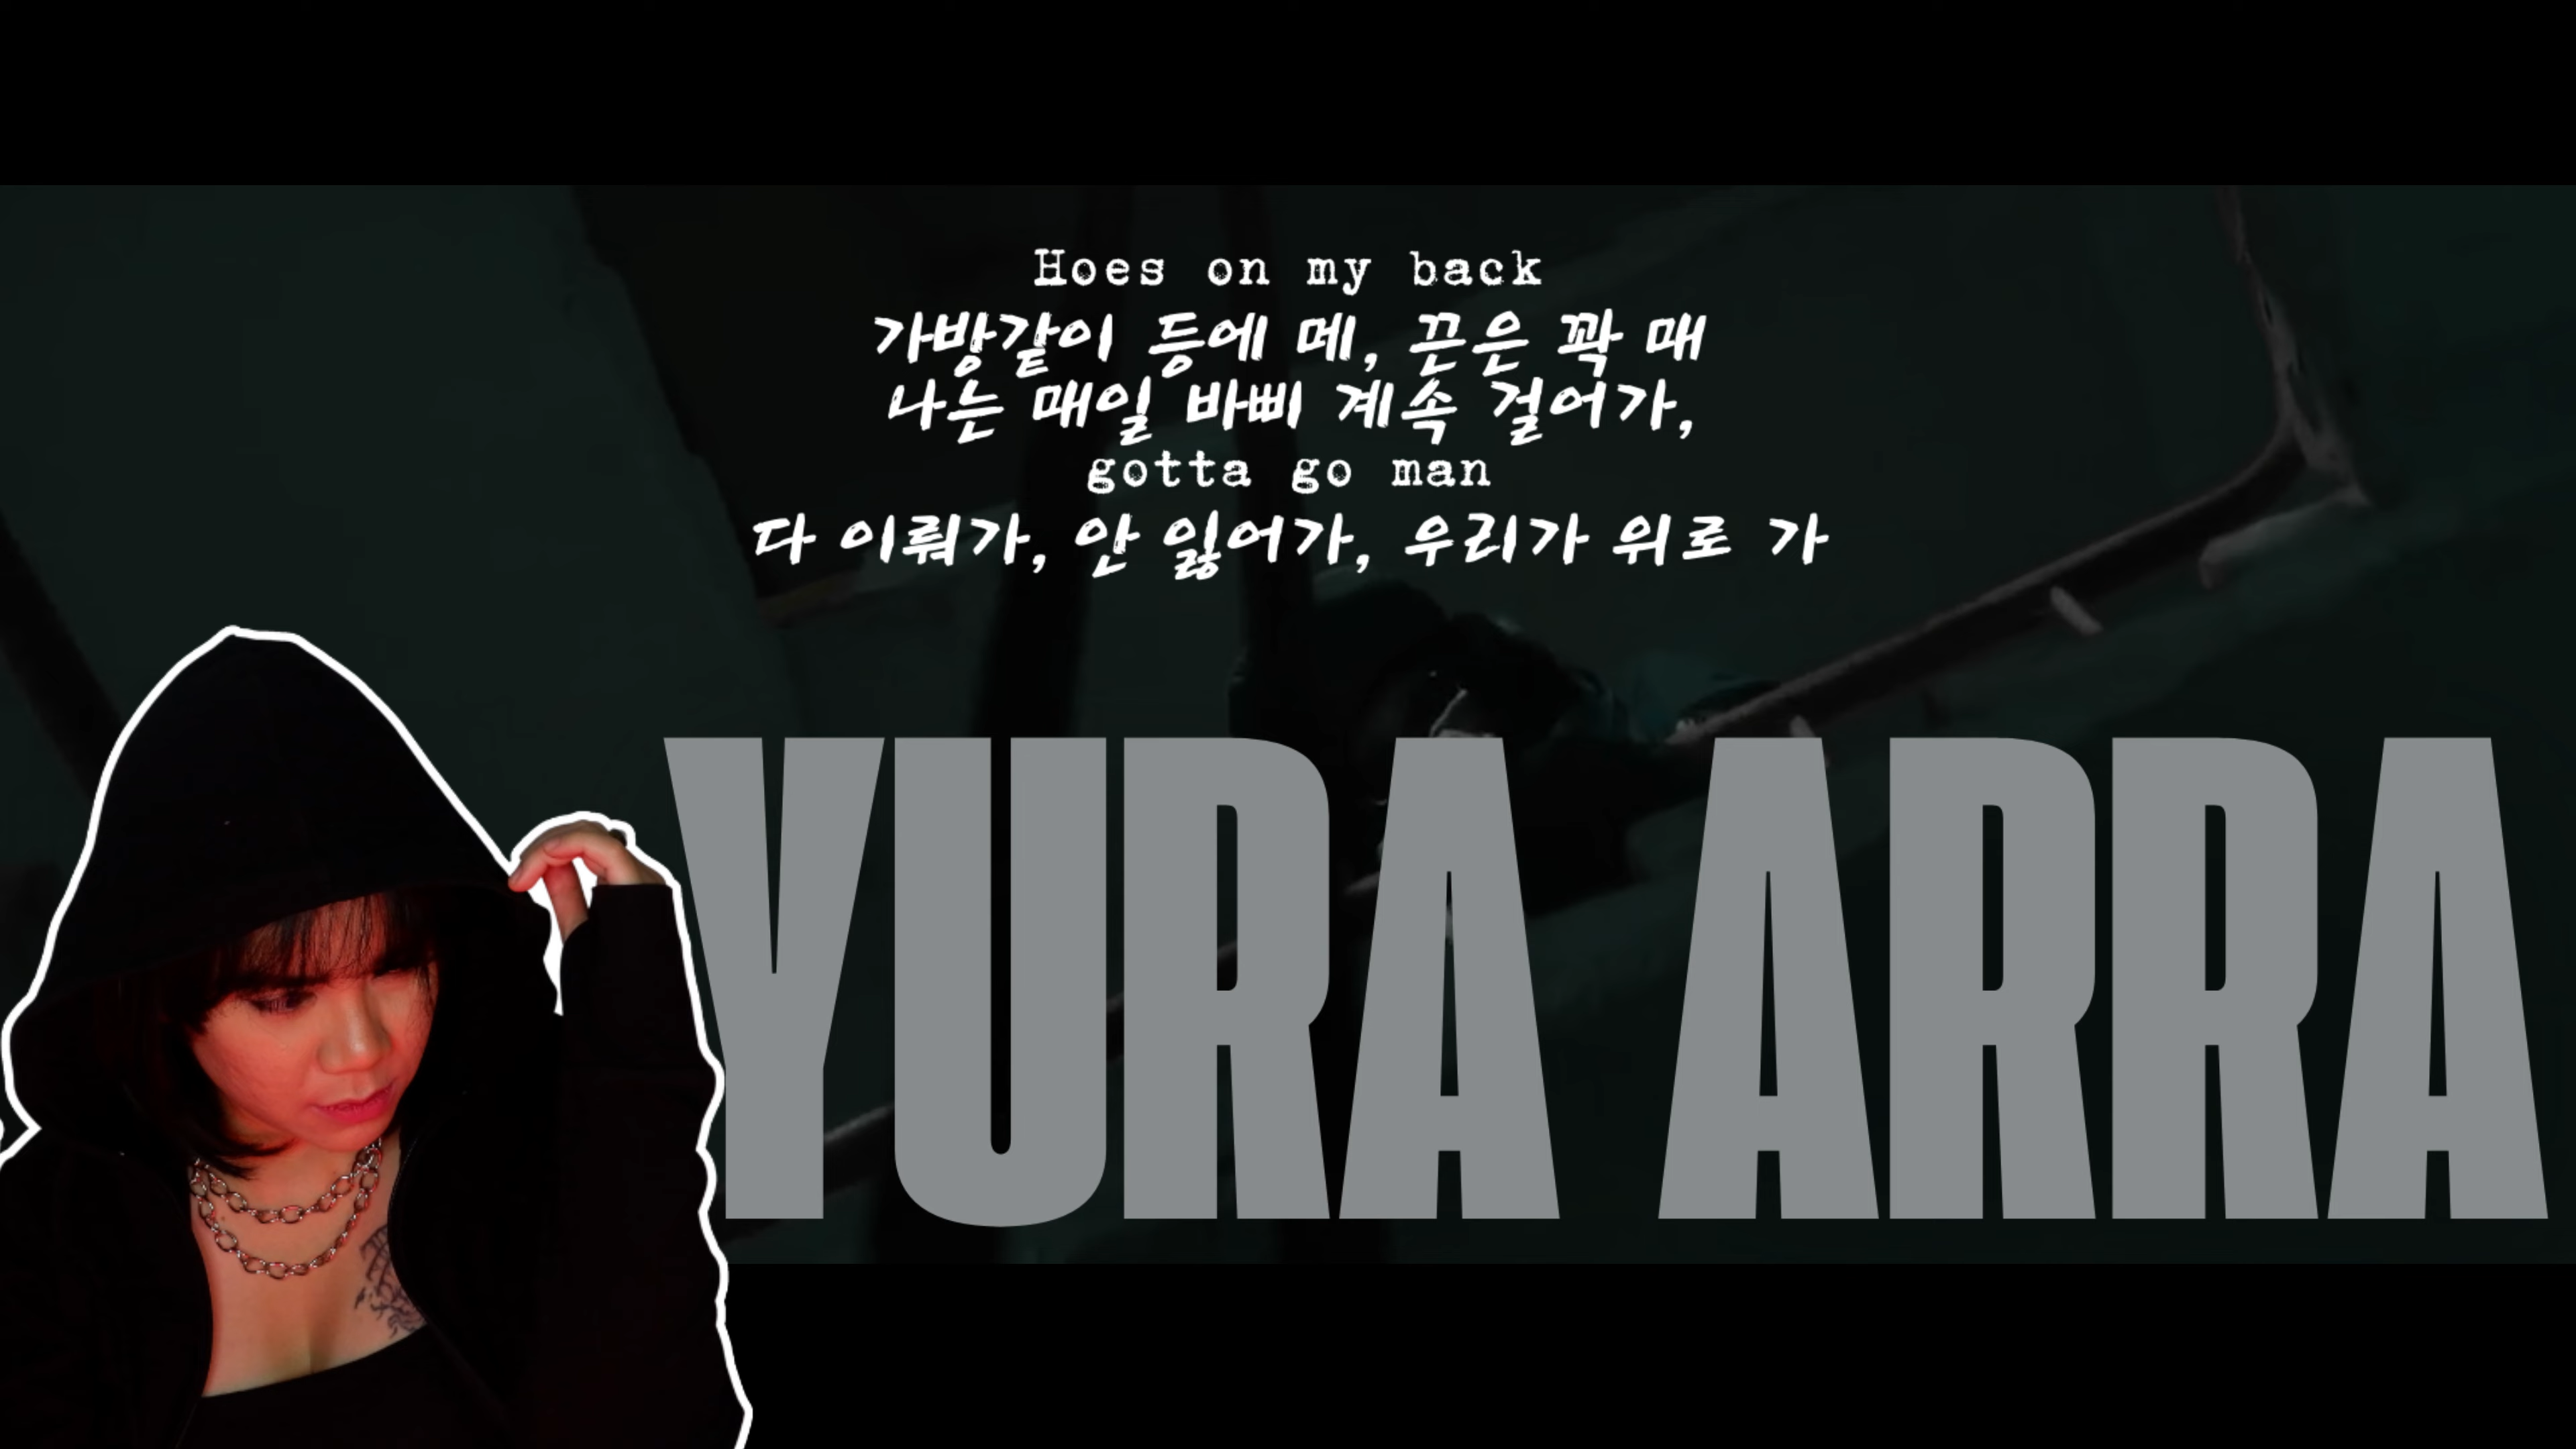 Hoes on my back
가방같이 등에 메, 끈은 꽉 매
나는 매일 바삐 계속 걸어가,
gotta go man
다 이뤄가, 안 잃어가, 우리가 위로 가
YURA ARRA